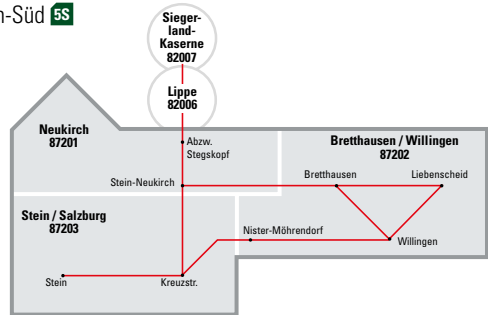 n-Süd 5S
Sieger-
land-
Kaserne
82007
Lippe
82006
Neukirch
87201
Abzw.
Stegskopf
Bretthausen / Willingen
87202
Stein-Neukirch
Bretthausen
Liebenscheid
Stein / Salzburg
87203
Nister-Möhrendorf
Willingen
Stein
Kreuzstr.